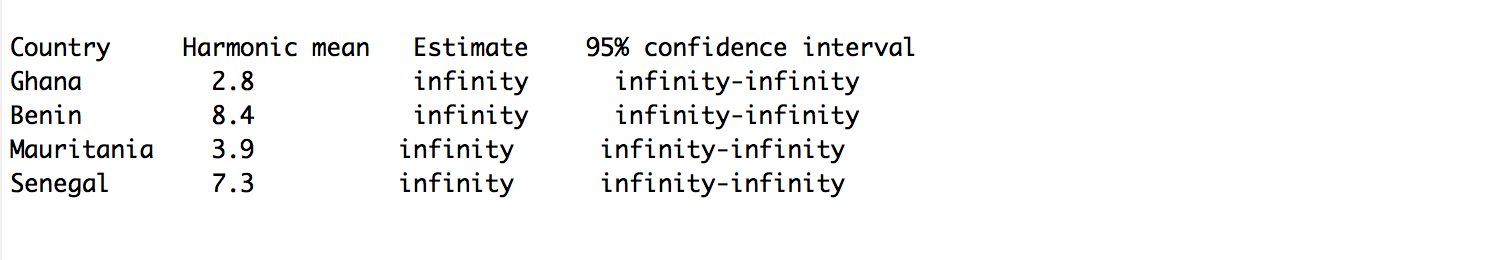 Country Harmonic mean Estimate 95% confidence interval
Ghana 2.8 infinity infinity-infinity
Benin 8.4 infinity infinity-infinity
Mauritania 3.9 infinity infinity-infinity
Senegal 7.3 infinity infinity-infinity